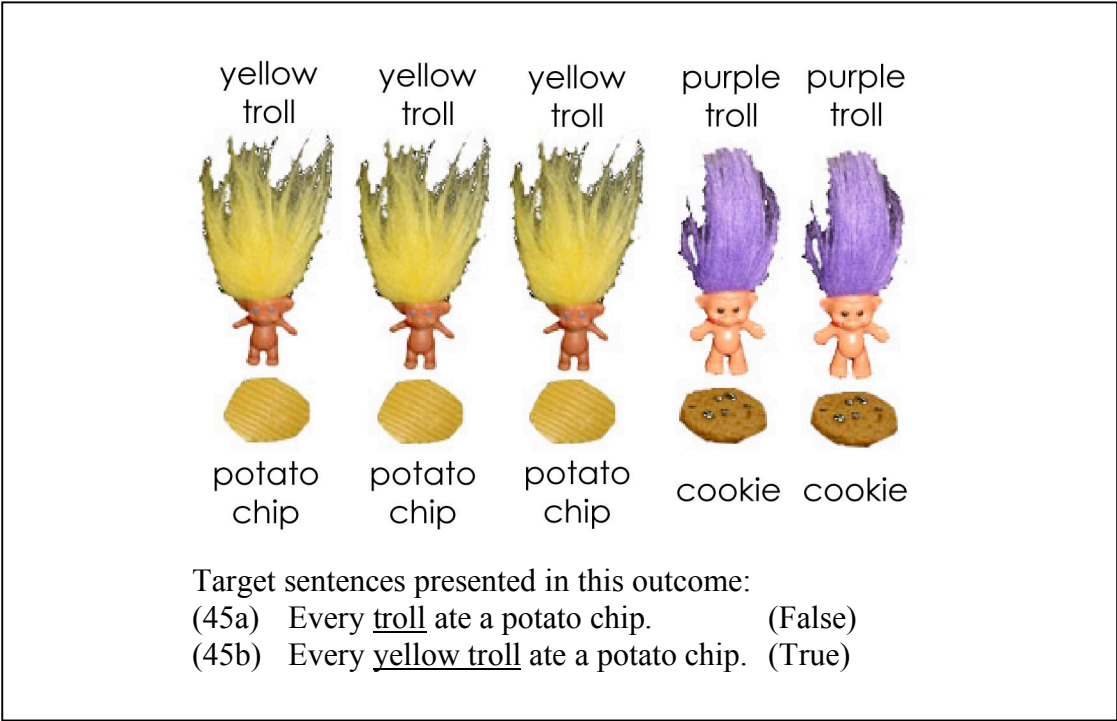 yellow troll yellow troll yellow troll purple troll purple troll
potato chip potato chip potato chip cookie cookie
Target sentences presented in this outcome:
(45a) Every troll ate a potato chip. (False)
(45b) Every yellow troll ate a potato chip. (True)